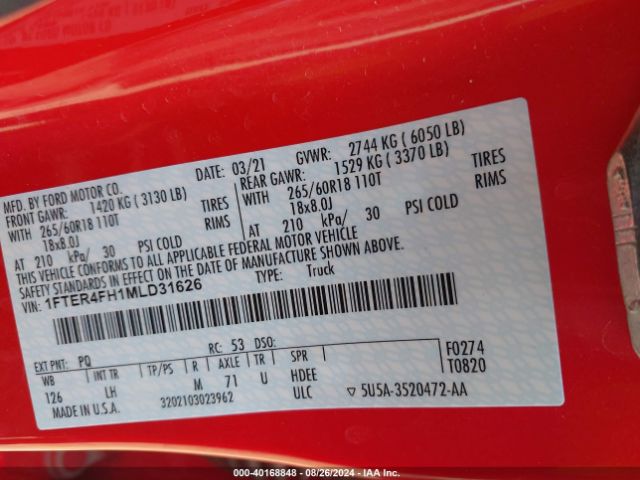 MFD. BY FORD MOTOR CO.
DATE: 03/21
GVWR: 2744 KG ( 6050 LB)
FRONT GAWR: 1420 KG ( 3130 LB)
REAR GAWR: 1529 KG ( 3370 LB)
WITH 265/60R18 110T TIRES
18x8.0J RIMS
AT 210 kPa/ 30 PSI COLD
WITH 265/60R18 110T TIRES
18x8.0J RIMS
AT 210 kPa/ 30 PSI COLD
THIS VEHICLE CONFORMS TO ALL APPLICABLE FEDERAL MOTOR VEHICLE
SAFETY STANDARDS IN EFFECT ON THE DATE OF MANUFACTURE SHOWN ABOVE.
VIN: 1FTER4FH1MLD31626
TYPE: Truck
EXT PNT: PQ RC: 53 DSO:
WB INT TR TP/PS R AXLE TR SPR
126 LH M 71 U HDEE
ULC
F0274
T0820
MADE IN U.S.A. 3202103023962
▽ 5U5A-3520472-AA
000-40168848 - 08/26/2024 - IAA Inc.